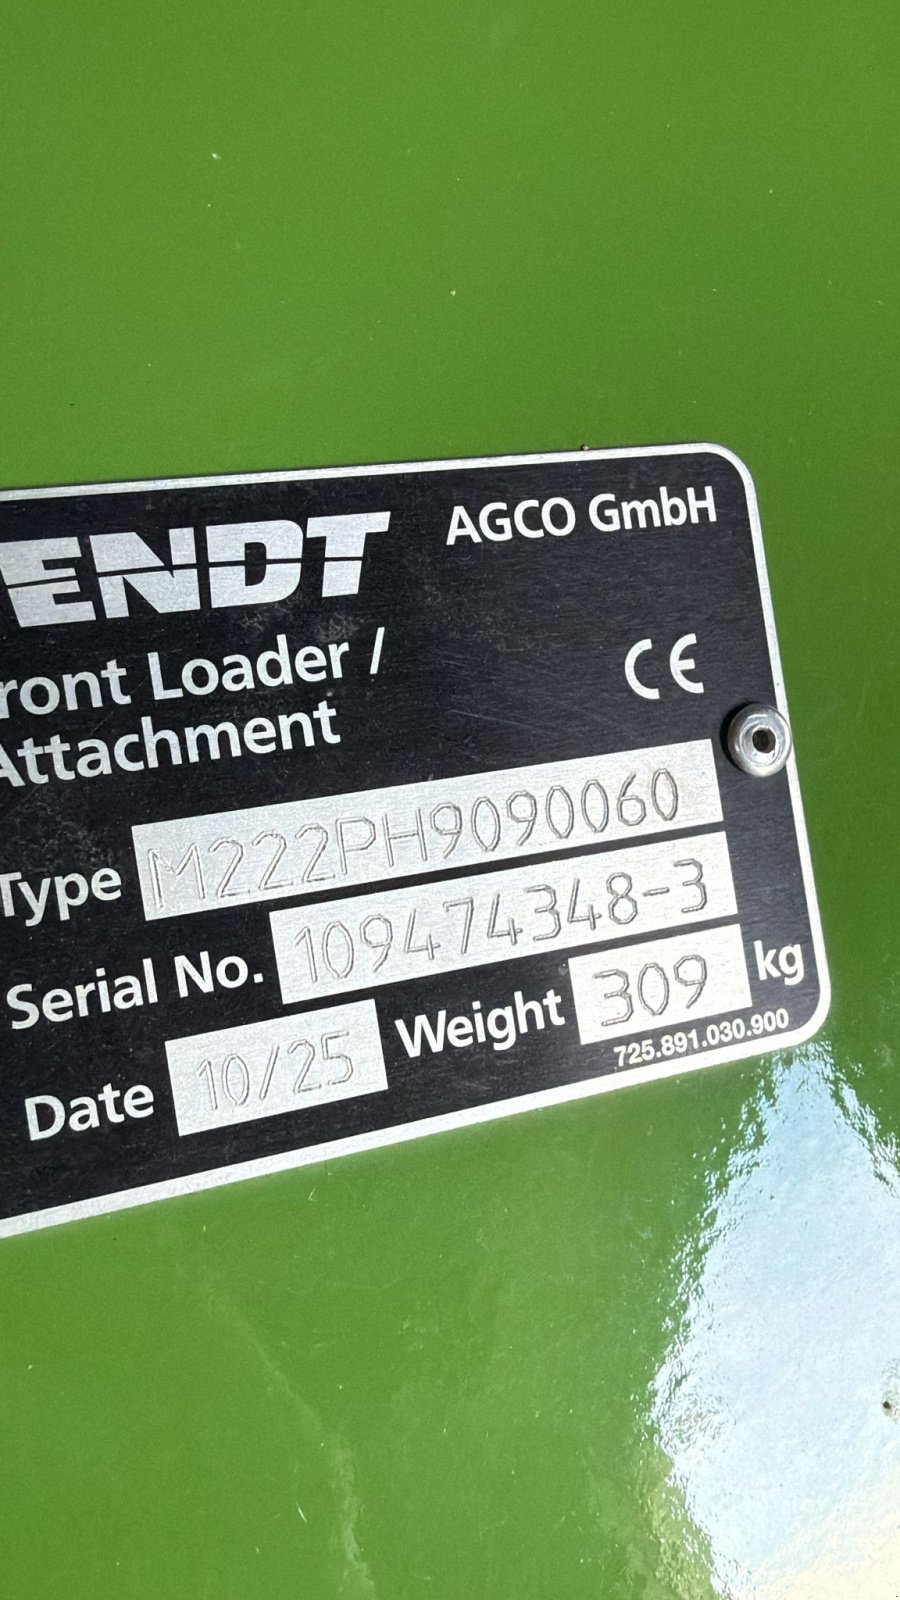 ENDT
AGCO GmbH
ront Loader /
Attachment
CE
Type M222PH9090060
Serial No. 109474348-3
Date 10/25 Weight 309 kg
725.891.030.900